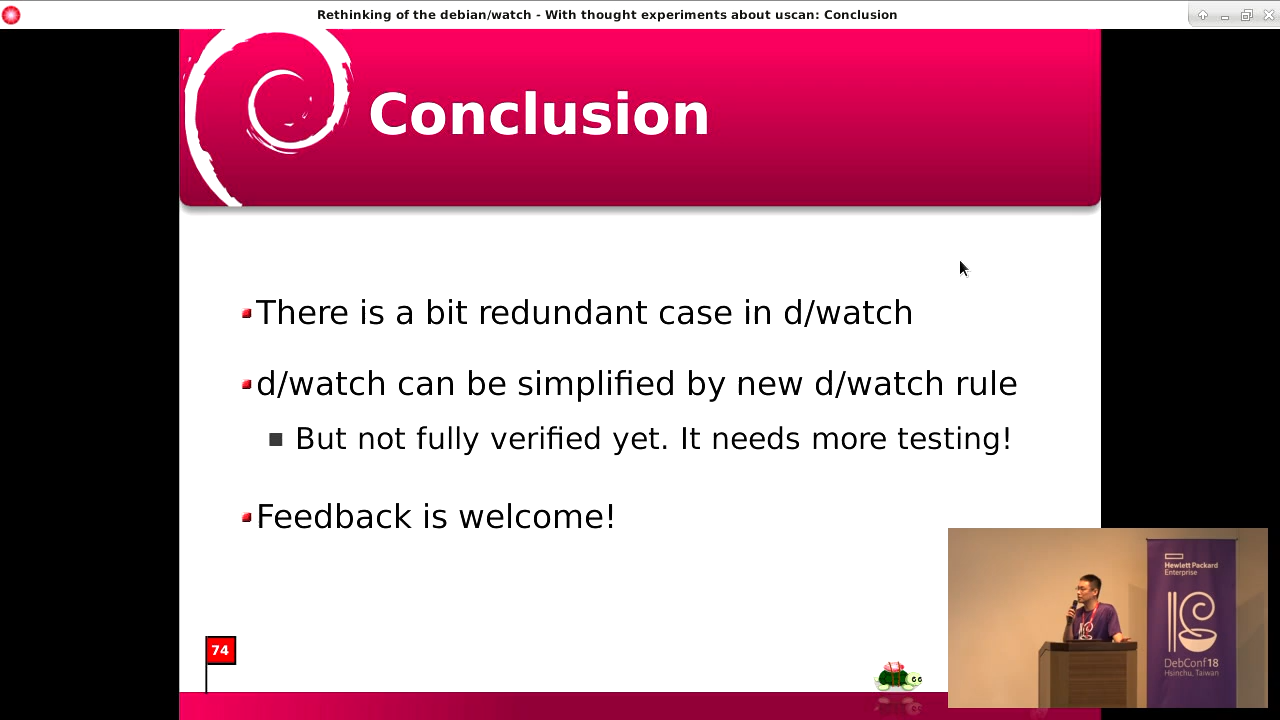 Rethinking of the debian/watch - With thought experiments about uscan: Conclusion
Conclusion
There is a bit redundant case in d/watch
d/watch can be simplified by new d/watch rule
But not fully verified yet. It needs more testing!
Feedback is welcome!
74
Hewlett Packard
Enterprise
DebConf18
Hsinchu, Taiwan